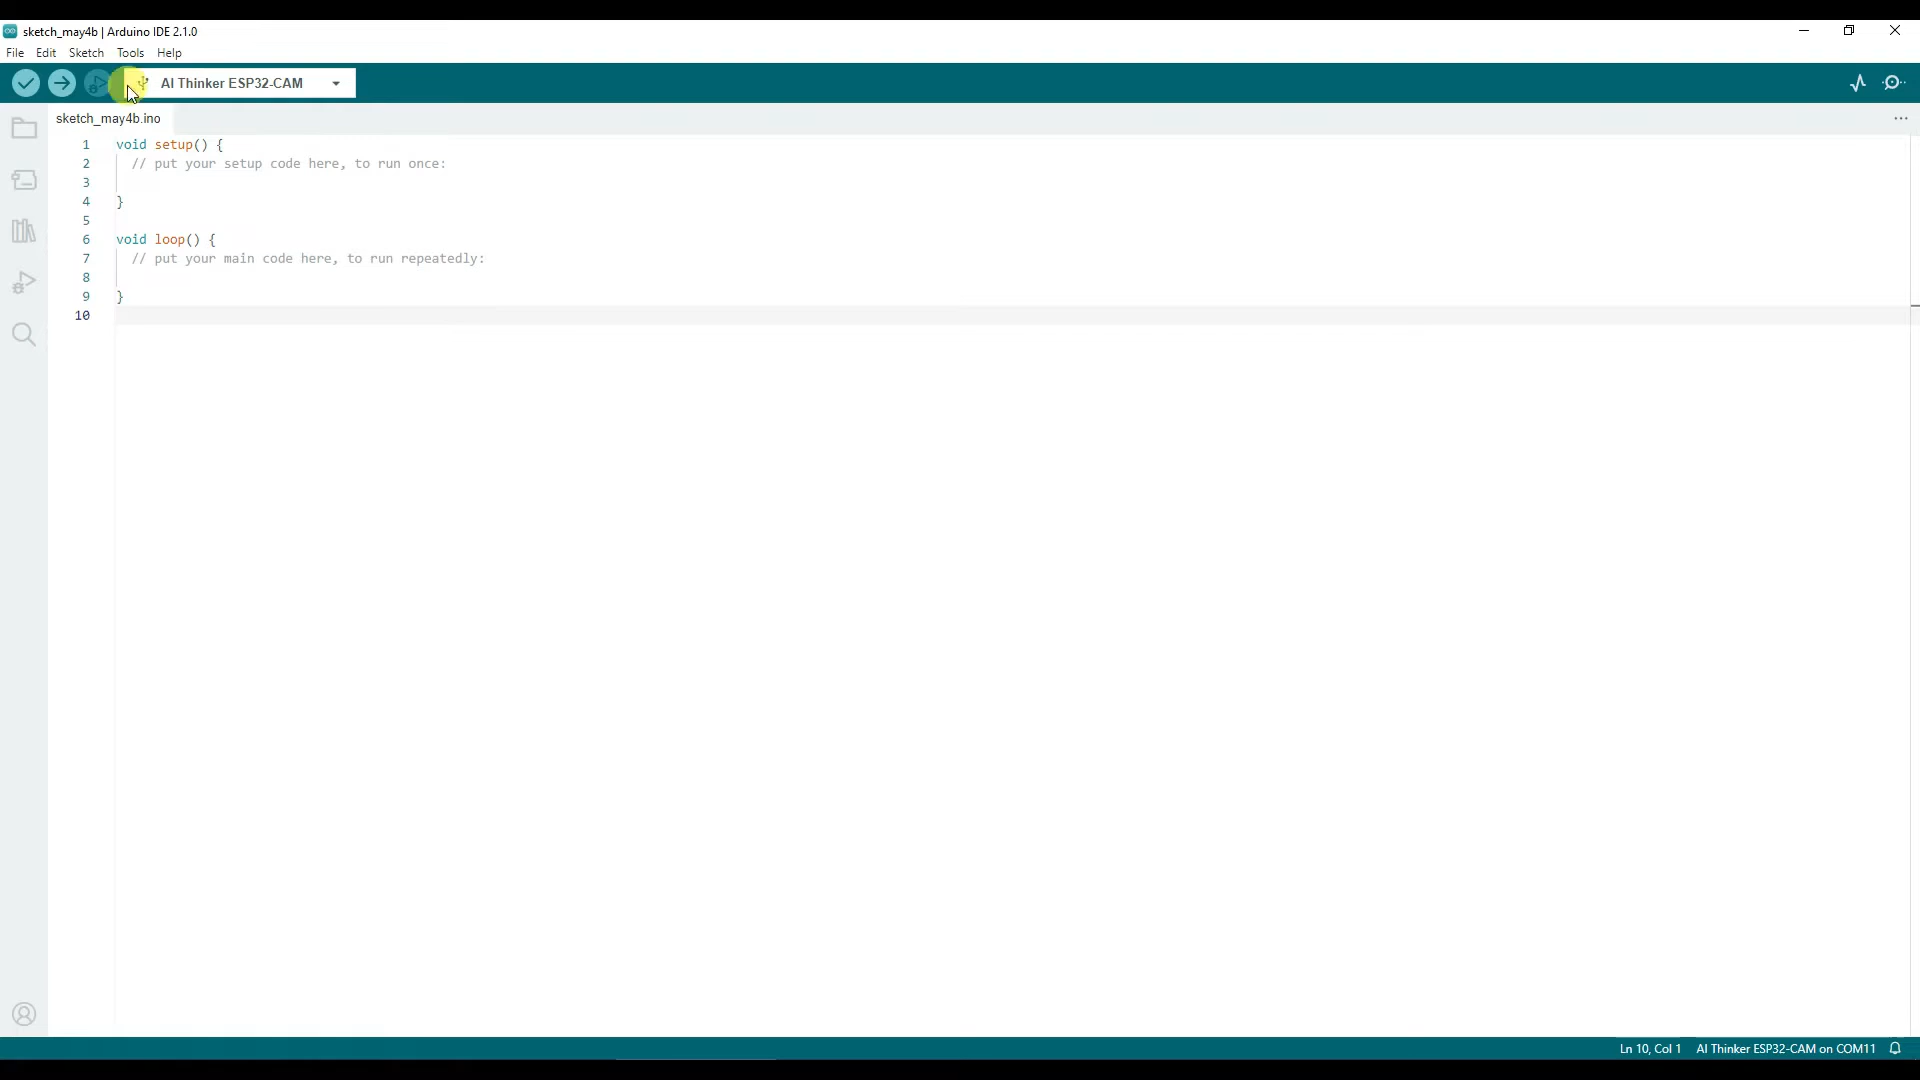 sketch_may4b | Arduino IDE 2.1.0
File Edit Sketch Tools Help
AI Thinker ESP32-CAM
sketch_may4b.ino
1 void setup() {
2 // put your setup code here, to run once:
3
4 }
5
6 void loop() {
7 // put your main code here, to run repeatedly:
8
9 }
10
Ln 10, Col 1 AI Thinker ESP32-CAM on COM11